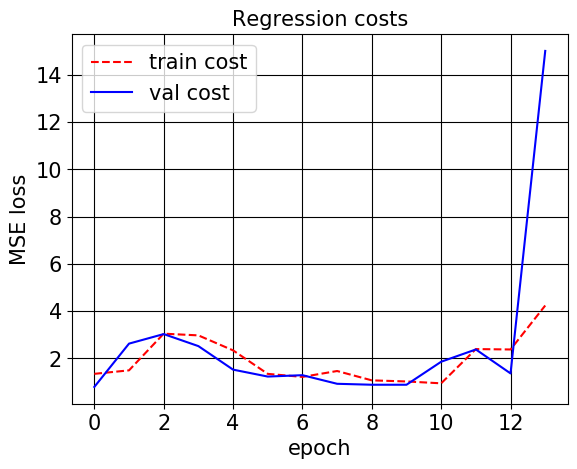 Regression costs
train cost
val cost
MSE loss
14
12
10
8
6
4
2
0 2 4 6 8 10 12
epoch